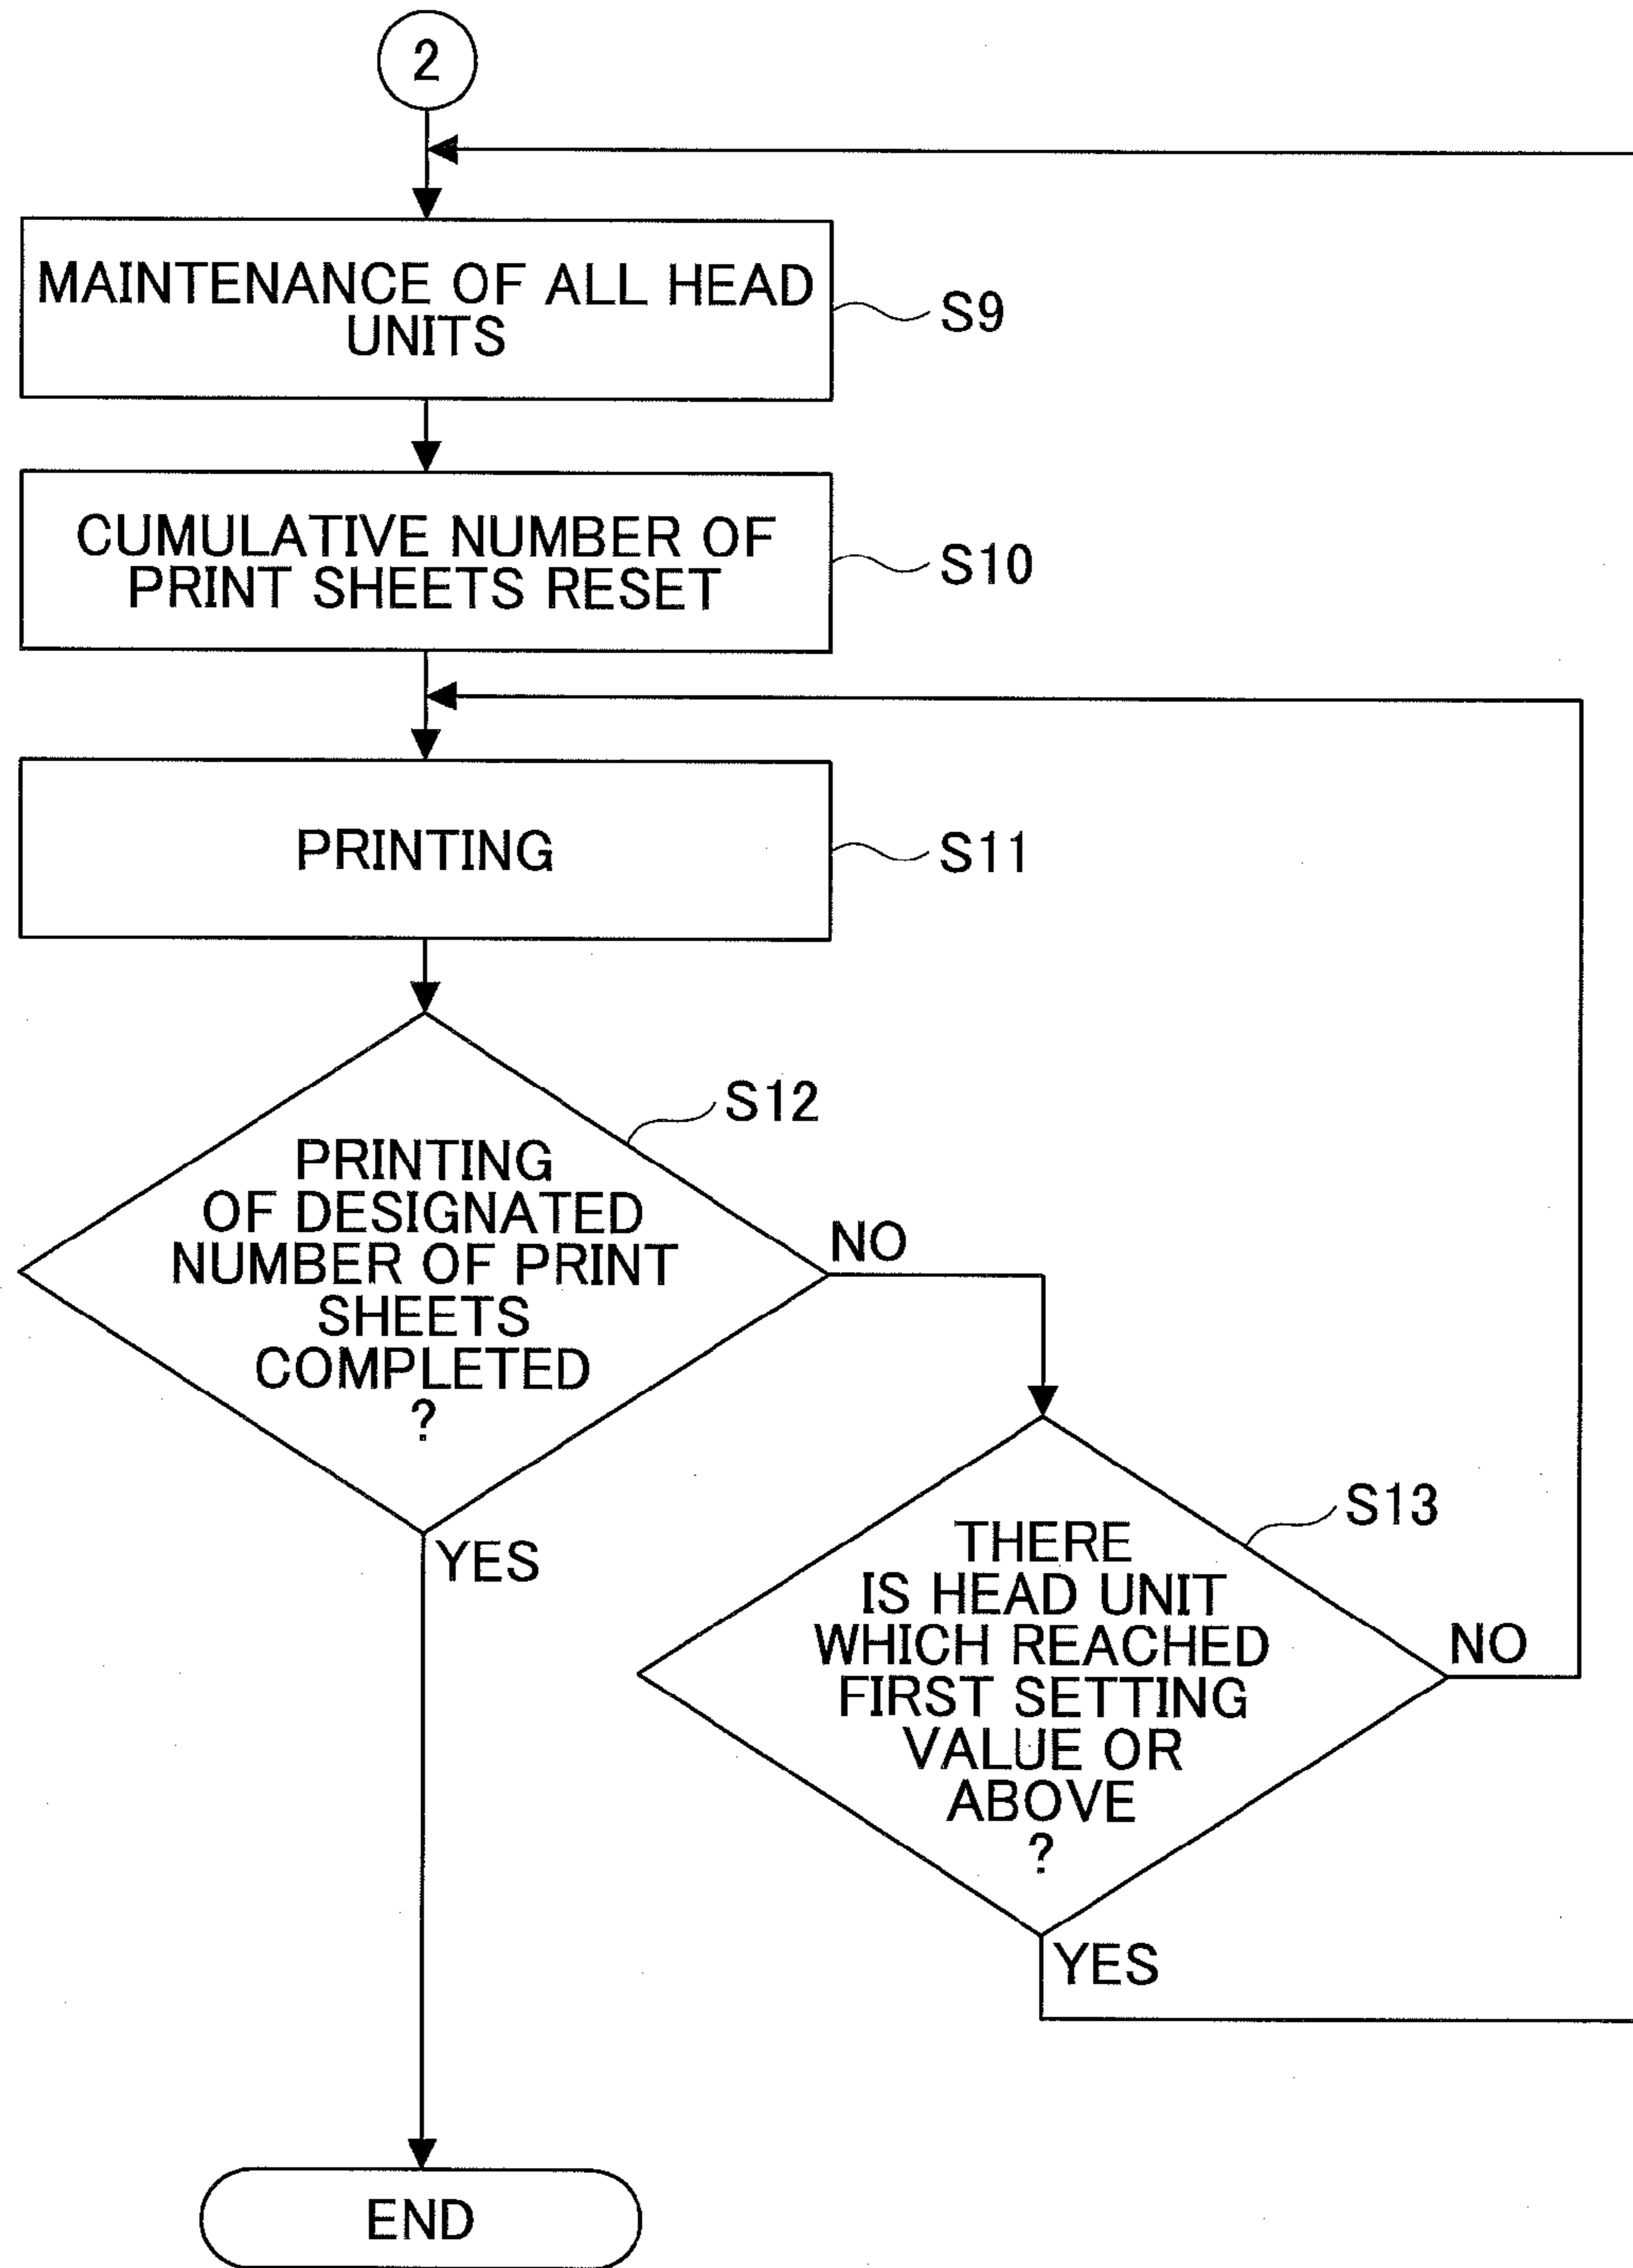 2
MAINTENANCE OF ALL HEAD
UNITS
S9
CUMULATIVE NUMBER OF
PRINT SHEETS RESET
S10
PRINTING
S11
S12
PRINTING
OF DESIGNATED
NUMBER OF PRINT
SHEETS
COMPLETED
?
NO
YES
S13
THERE
IS HEAD UNIT
WHICH REACHED
FIRST SETTING
VALUE OR
ABOVE
?
NO
YES
END